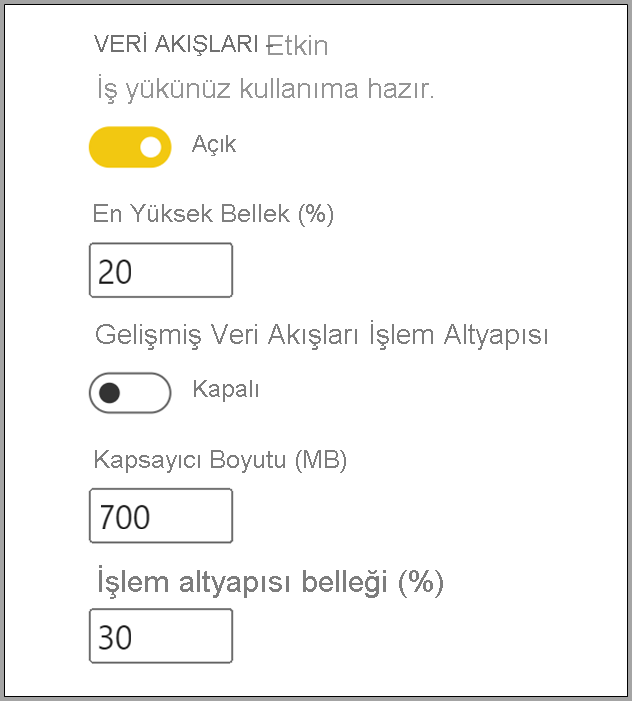 VERİ AKIŞLARI - Etkin
İş yükünüz kullanıma hazır.
Açık
En Yüksek Bellek (%)
20
Gelişmiş Veri Akışları İşlem Altyapısı
Kapalı
Kapsayıcı Boyutu (MB)
700
İşlem altyapısı belleği (%)
30